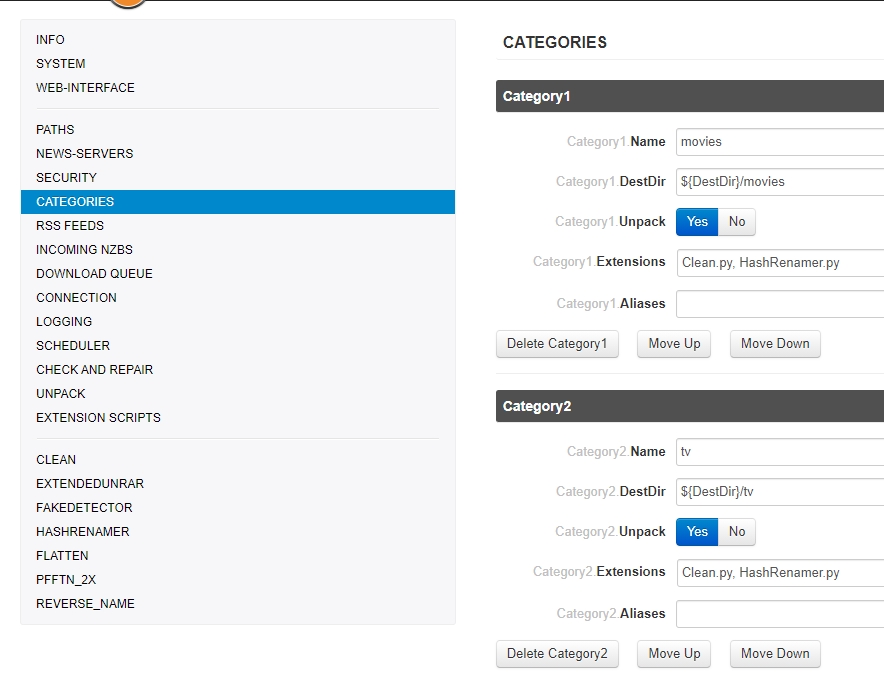 INFO
SYSTEM
WEB-INTERFACE
PATHS
NEWS-SERVERS
SECURITY
CATEGORIES
RSS FEEDS
INCOMING NZBS
DOWNLOAD QUEUE
CONNECTION
LOGGING
SCHEDULER
CHECK AND REPAIR
UNPACK
EXTENSION SCRIPTS
CLEAN
EXTENDEDUNRAR
FAKEDETECTOR
HASHRENAMER
FLATTEN
PFFTN_2X
REVERSE_NAME
CATEGORIES
Category1
Category1.Name movies
Category1.DestDir ${DestDir}/movies
Category1.Unpack Yes No
Category1.Extensions Clean.py, HashRenamer.py
Category1.Aliases
Delete Category1 Move Up Move Down
Category2
Category2.Name tv
Category2.DestDir ${DestDir}/tv
Category2.Unpack Yes No
Category2.Extensions Clean.py, HashRenamer.py
Category2.Aliases
Delete Category2 Move Up Move Down